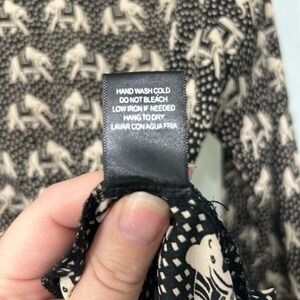 HAND WASH COLD
DO NOT BLEACH
LOW IRON IF NEEDED
HANG TO DRY
LAVAR CON AGUA FRIA